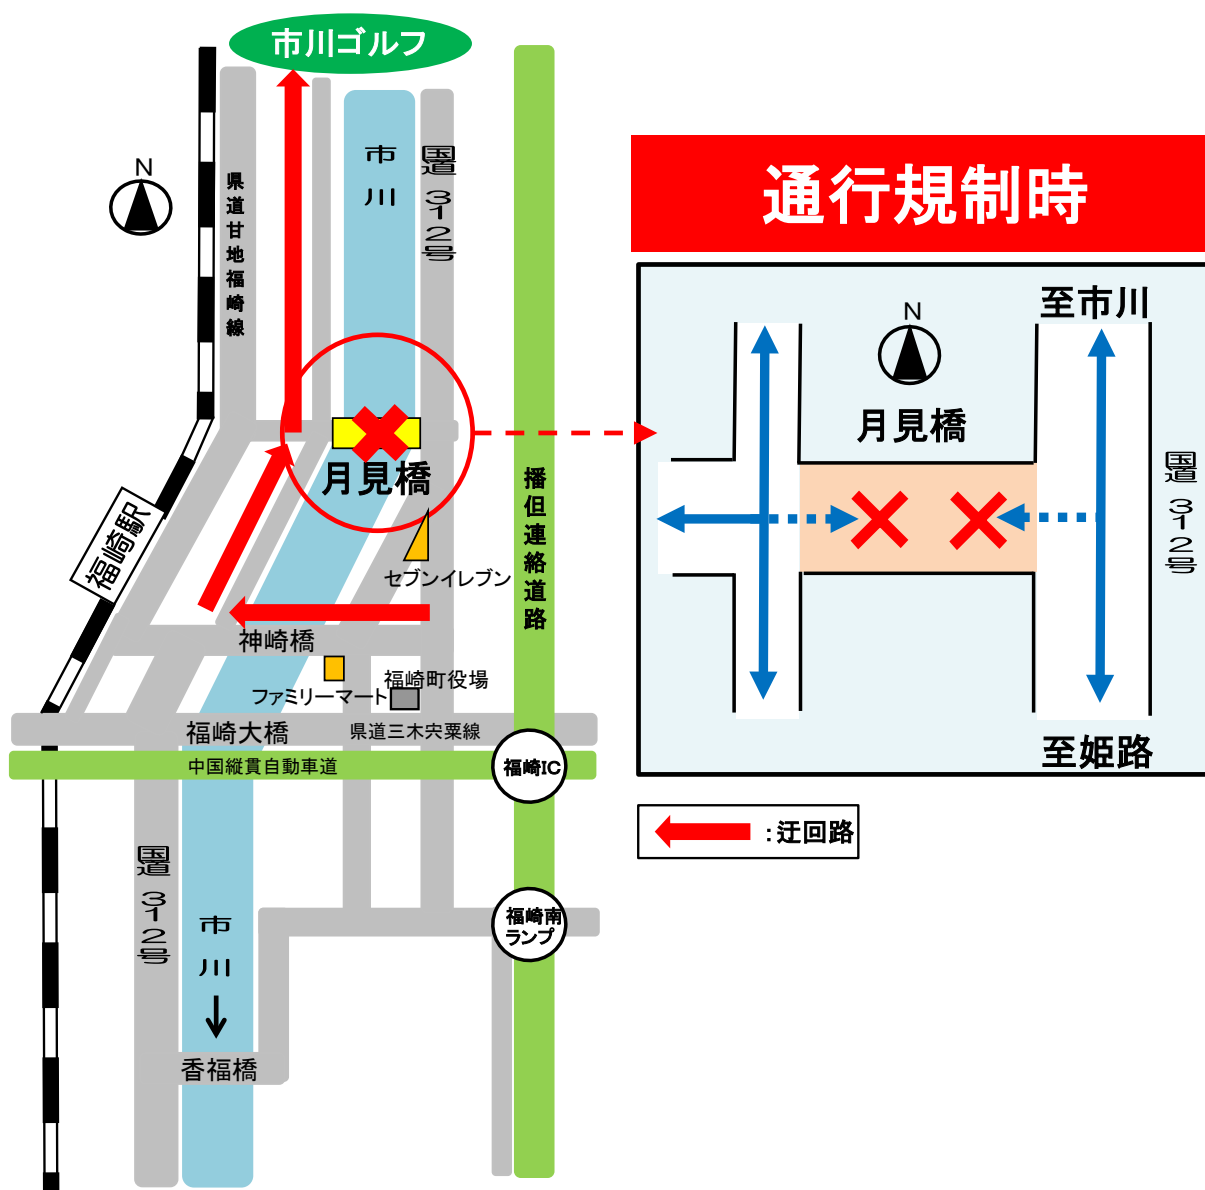 市川ゴルフ
N
県道甘地福崎線
市川
国道312号
月見橋
福崎駅
セブンイレブン
播但連絡道路
神崎橋
ファミリーマート
福崎町役場
福崎大橋
県道三木宍粟線
中国縦貫自動車道
福崎IC
国道312号
市川
福崎南
ランプ
香福橋
通行規制時
至市川
N
月見橋
国道312号
至姫路
：迂回路